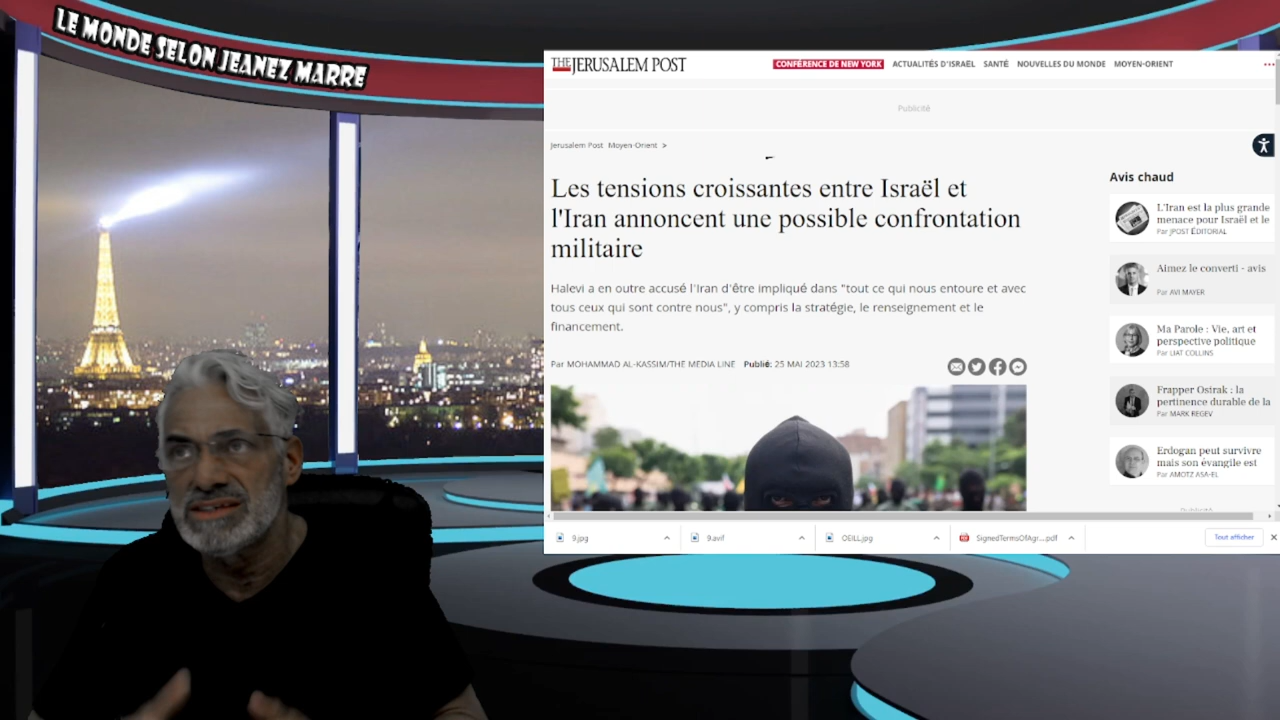 LE MONDE SELON JEANEZ MARRE
THE JERUSALEM POST
CONFÉRENCE DE NEW YORK ACTUALITÉS D'ISRAËL SANTÉ NOUVELLES DU MONDE MOYEN-ORIENT
Publicité
Jerusalem Post Moyen-Orient >
Les tensions croissantes entre Israël et
l'Iran annoncent une possible confrontation
militaire
Halevi a en outre accusé l'Iran d'être impliqué dans "tout ce qui nous entoure et avec
tous ceux qui sont contre nous", y compris la stratégie, le renseignement et le
financement.
Par MOHAMMAD AL-KASSIM/THE MEDIA LINE Publié: 25 MAI 2023 13:58
Avis chaud
L'Iran est la plus grande
menace pour Israël et le
Par JPOST ÉDITORIAL
Aimez le converti - avis
Par AVI MAYER
Ma Parole : Vie, art et
perspective politique
Par LIAT COLLINS
Frapper Osirak : la
pertinence durable de la
Par MARK REGEV
Erdogan peut survivre
mais son évangile est
Par AMOTZ ASA-EL
Publicité
9.jpg
9.avif
OEILL.jpg
SignedTermsOfAgr....pdf
Tout afficher